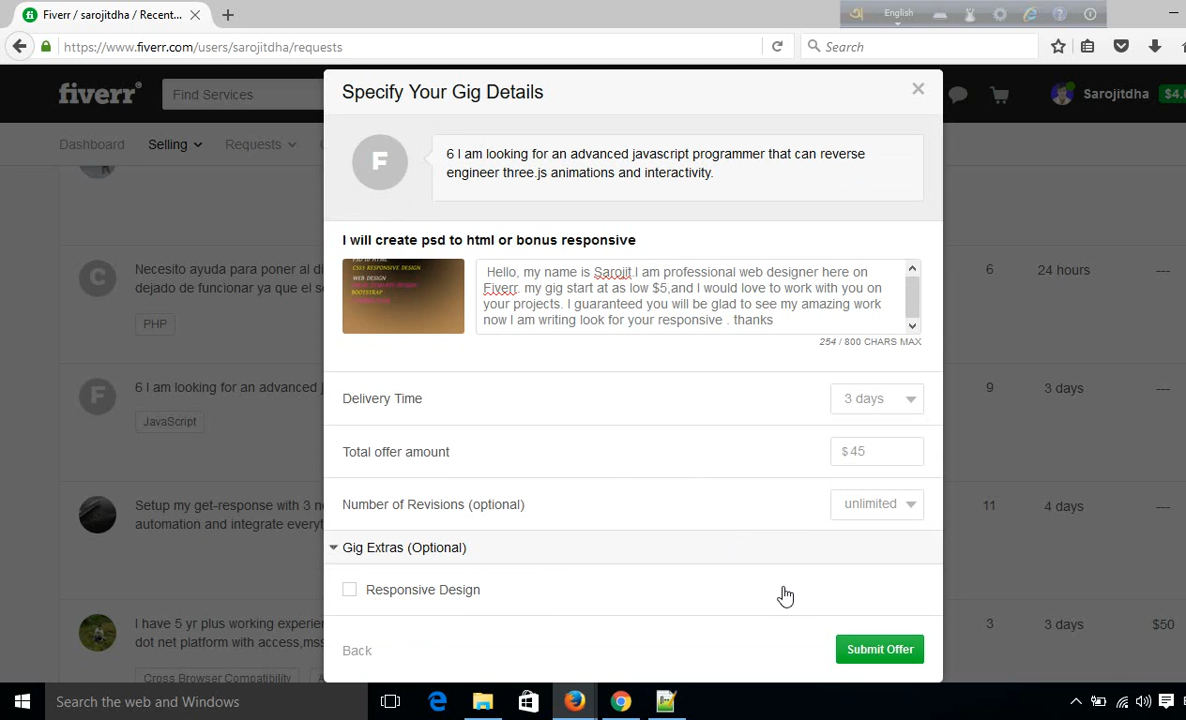 Fiverr / sarojitdha / Recent...
English
https://www.fiverr.com/users/sarojitdha/requests
Search
fiverr®
Find Services
Sarojitdha
Dashboard
Selling
Requests
Specify Your Gig Details
F
6 I am looking for an advanced javascript programmer that can reverse
engineer three.js animations and interactivity.
I will create psd to html or bonus responsive
CSS3 RESPONSIVE DESIGN
WEB DESIGN
BOOTSTRAP
Hello, my name is Sarojit.I am professional web designer here on
Fiverr. my gig start at as low $5,and I would love to work with you on
your projects. I guaranteed you will be glad to see my amazing work
now I am writing look for your responsive . thanks
254 / 800 CHARS MAX
Delivery Time
3 days
Total offer amount
$45
Number of Revisions (optional)
unlimited
Gig Extras (Optional)
Responsive Design
Back
Submit Offer
C
Necesito ayuda para poner al di
dejado de funcionar ya que el s
PHP
6
24 hours
---
F
6 I am looking for an advanced j
JavaScript
9
3 days
---
Setup my get-response with 3 n
automation and integrate every
11
4 days
---
I have 5 yr plus working experie
dot net platform with access,ms
Cross Browser Compatibility
3
3 days
$50
Search the web and Windows